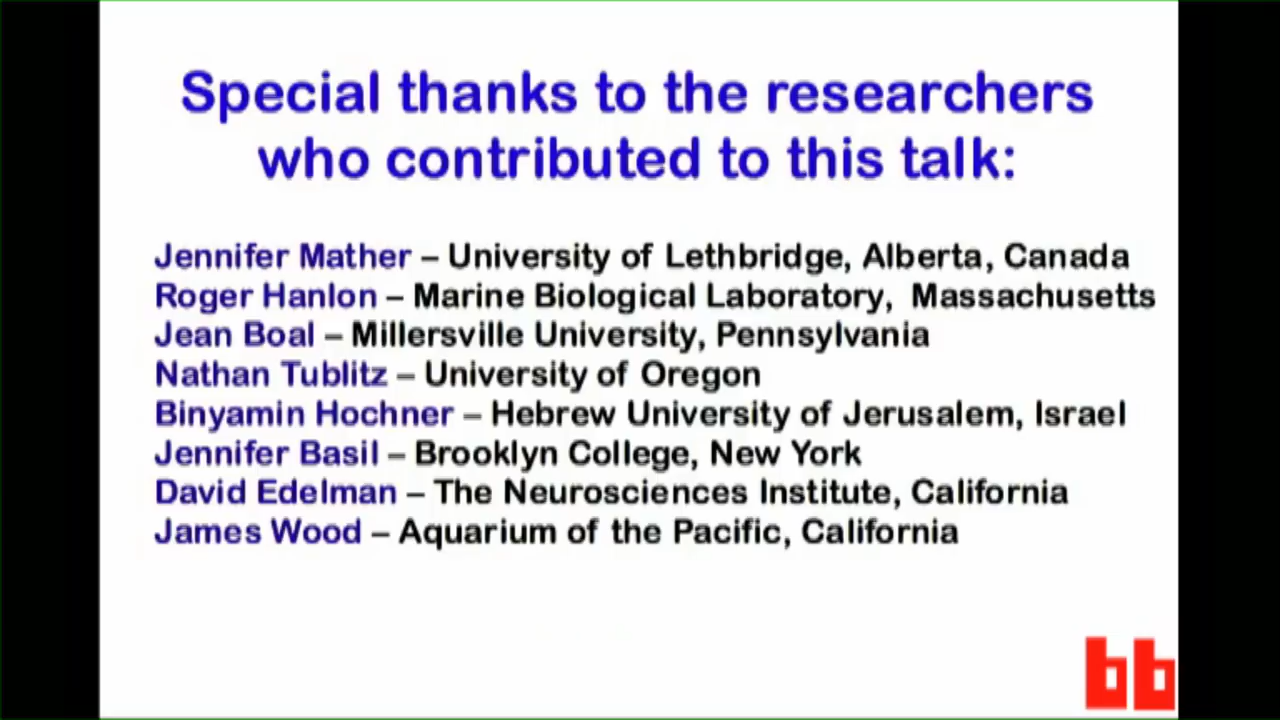 Special thanks to the researchers
who contributed to this talk:
Jennifer Mather – University of Lethbridge, Alberta, Canada
Roger Hanlon – Marine Biological Laboratory, Massachusetts
Jean Boal – Millersville University, Pennsylvania
Nathan Tublitz – University of Oregon
Binyamin Hochner – Hebrew University of Jerusalem, Israel
Jennifer Basil – Brooklyn College, New York
David Edelman – The Neurosciences Institute, California
James Wood – Aquarium of the Pacific, California
bb